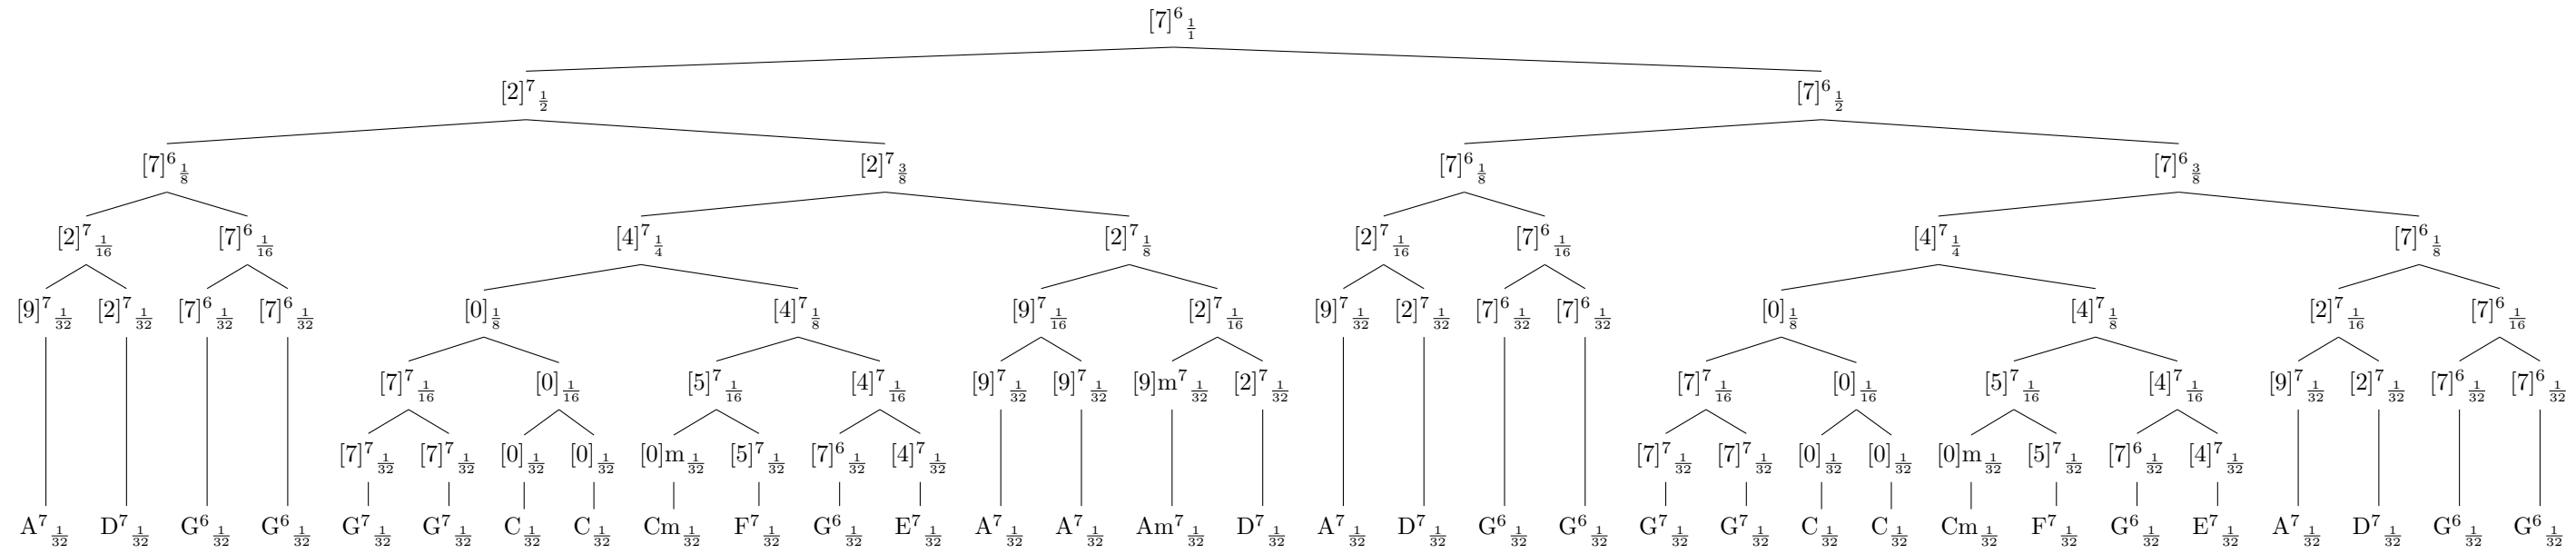 [7]⁶ 1/1
[2]⁷ 1/2 [7]⁶ 1/2
[7]⁶ 1/8 [2]⁷ 3/8 [7]⁶ 1/8 [7]⁶ 3/8
[2]⁷ 1/16 [7]⁶ 1/16 [4]⁷ 1/4 [2]⁷ 1/8 [2]⁷ 1/16 [7]⁶ 1/16 [4]⁷ 1/4 [7]⁶ 1/8
[9]⁷ 1/32 [2]⁷ 1/32 [7]⁶ 1/32 [7]⁶ 1/32 [0] 1/8 [4]⁷ 1/8 [9]⁷ 1/16 [2]⁷ 1/16 [9]⁷ 1/32 [2]⁷ 1/32 [7]⁶ 1/32 [7]⁶ 1/32 [0] 1/8 [4]⁷ 1/8 [2]⁷ 1/16 [7]⁶ 1/16
[7]⁷ 1/16 [0] 1/16 [5]⁷ 1/16 [4]⁷ 1/16 [9]⁷ 1/32 [9]⁷ 1/32 [9]m⁷ 1/32 [2]⁷ 1/32 [7]⁷ 1/16 [0] 1/16 [5]⁷ 1/16 [4]⁷ 1/16 [9]⁷ 1/32 [2]⁷ 1/32 [7]⁶ 1/32 [7]⁶ 1/32
[7]⁷ 1/32 [7]⁷ 1/32 [0] 1/32 [0] 1/32 [0]m 1/32 [5]⁷ 1/32 [7]⁶ 1/32 [4]⁷ 1/32 [7]⁷ 1/32 [7]⁷ 1/32 [0] 1/32 [0] 1/32 [0]m 1/32 [5]⁷ 1/32 [7]⁶ 1/32 [4]⁷ 1/32
A⁷ 1/32 D⁷ 1/32 G⁶ 1/32 G⁶ 1/32 G⁷ 1/32 G⁷ 1/32 C 1/32 C 1/32 Cm 1/32 F⁷ 1/32 G⁶ 1/32 E⁷ 1/32 A⁷ 1/32 A⁷ 1/32 Am⁷ 1/32 D⁷ 1/32 A⁷ 1/32 D⁷ 1/32 G⁶ 1/32 G⁶ 1/32 G⁷ 1/32 G⁷ 1/32 C 1/32 C 1/32 Cm 1/32 F⁷ 1/32 G⁶ 1/32 E⁷ 1/32 A⁷ 1/32 D⁷ 1/32 G⁶ 1/32 G⁶ 1/32